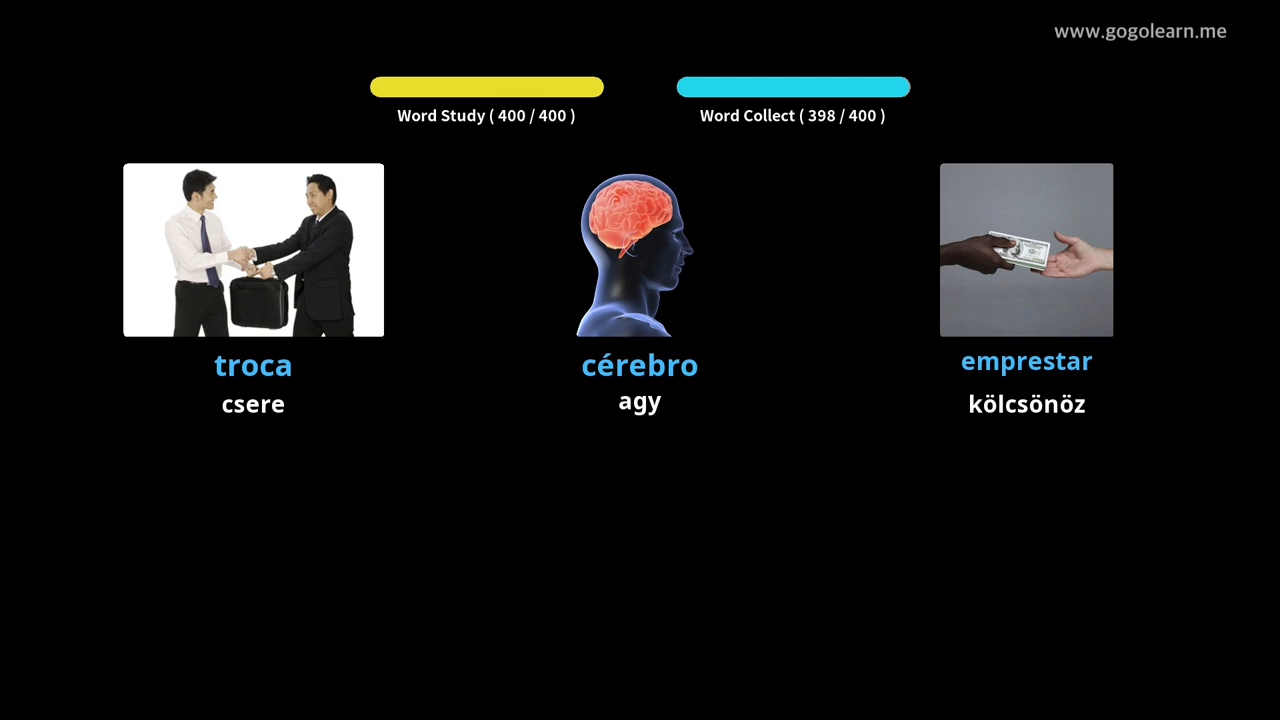 www.gogolearn.me
Word Study ( 400 / 400 )
Word Collect ( 398 / 400 )
troca
csere
cérebro
agy
emprestar
kölcsönöz